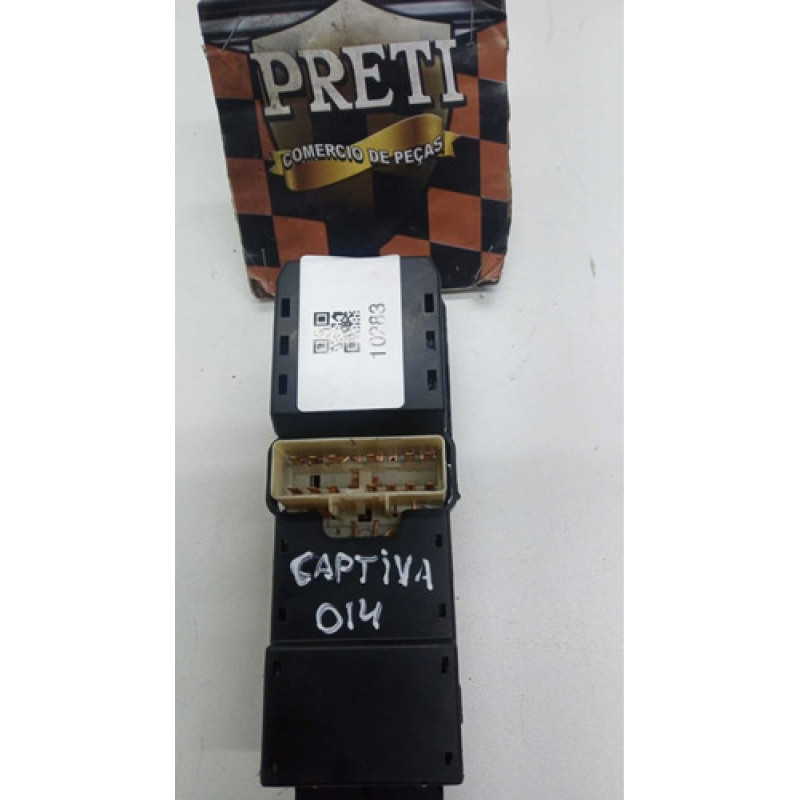 PRETI
COMERCIO DE PEÇAS
10283
CAPTIVA
014